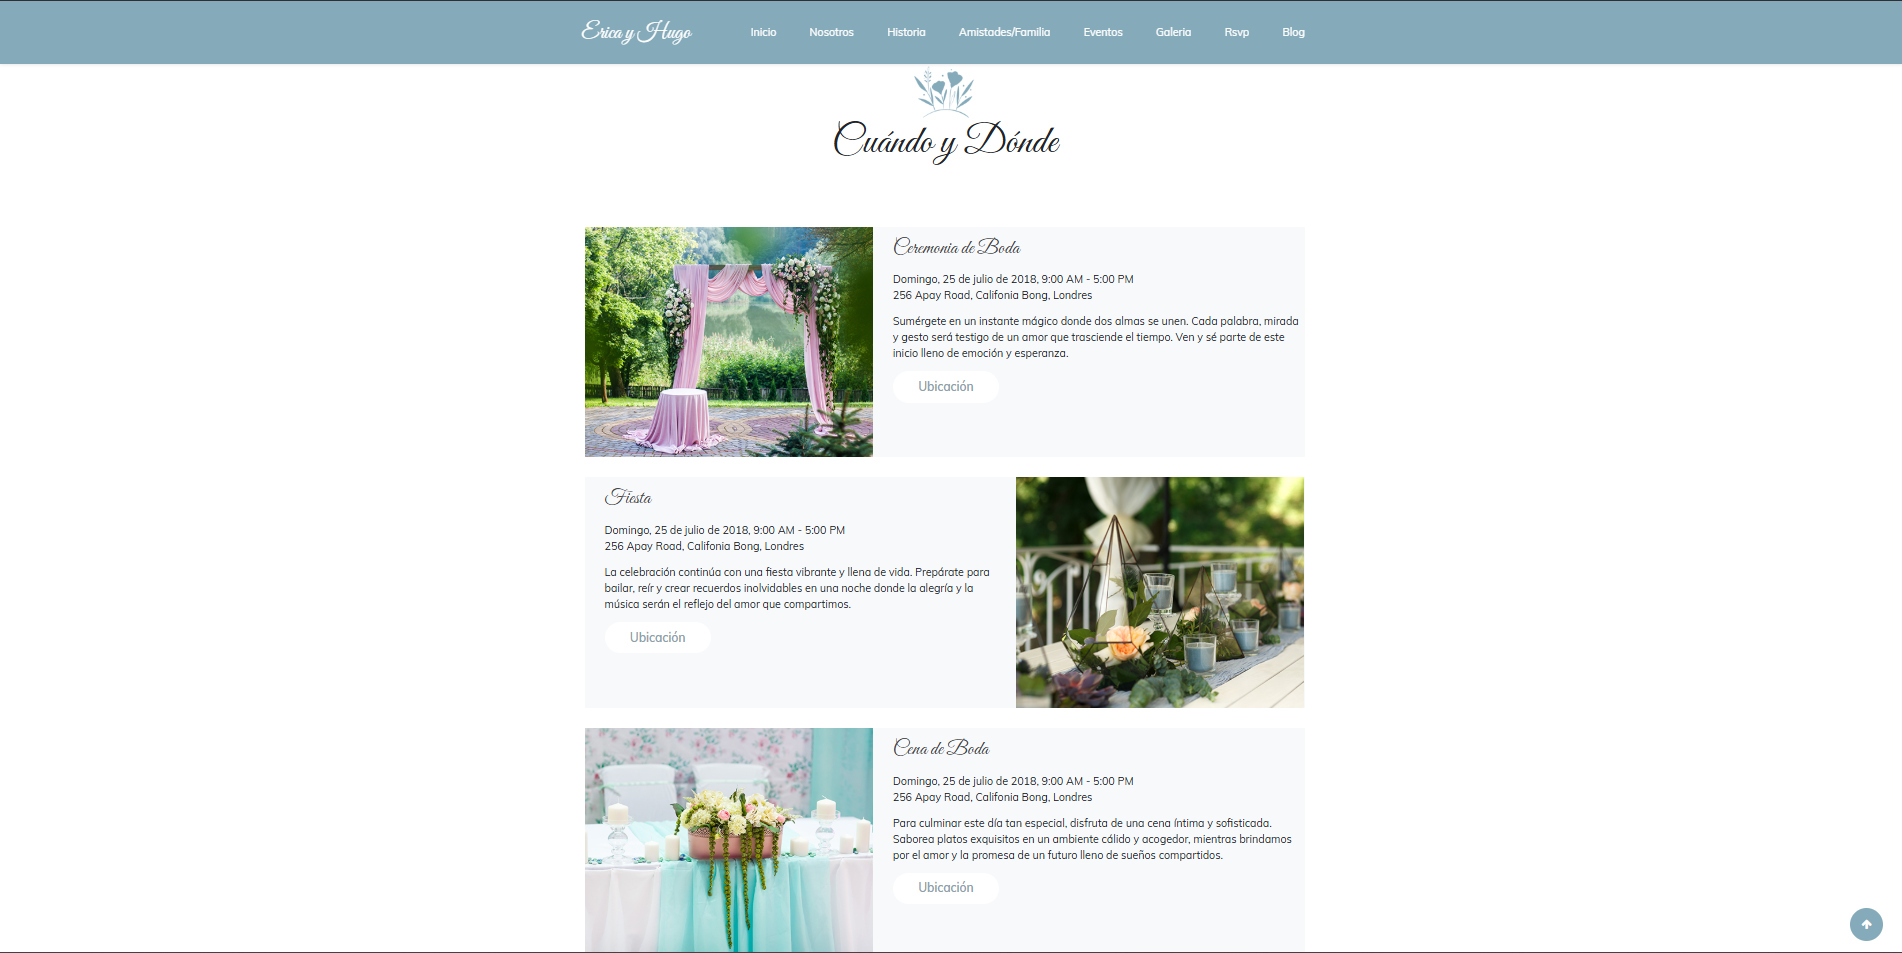 Erica y Hugo
Inicio Nosotros Historia Amistades/Familia Eventos Galeria Rsvp Blog
Cuándo y Dónde
Ceremonia de Boda
Domingo, 25 de julio de 2018, 9:00 AM - 5:00 PM
256 Apay Road, Califonia Bong, Londres
Sumérgete en un instante mágico donde dos almas se unen. Cada palabra, mirada
y gesto será testigo de un amor que trasciende el tiempo. Ven y sé parte de este
inicio lleno de emoción y esperanza.
Ubicación
Fiesta
Domingo, 25 de julio de 2018, 9:00 AM - 5:00 PM
256 Apay Road, Califonia Bong, Londres
La celebración continúa con una fiesta vibrante y llena de vida. Prepárate para
bailar, reír y crear recuerdos inolvidables en una noche donde la alegría y la
música serán el reflejo del amor que compartimos.
Ubicación
Cena de Boda
Domingo, 25 de julio de 2018, 9:00 AM - 5:00 PM
256 Apay Road, Califonia Bong, Londres
Para culminar este día tan especial, disfruta de una cena íntima y sofisticada.
Saborea platos exquisitos en un ambiente cálido y acogedor, mientras brindamos
por el amor y la promesa de un futuro lleno de sueños compartidos.
Ubicación